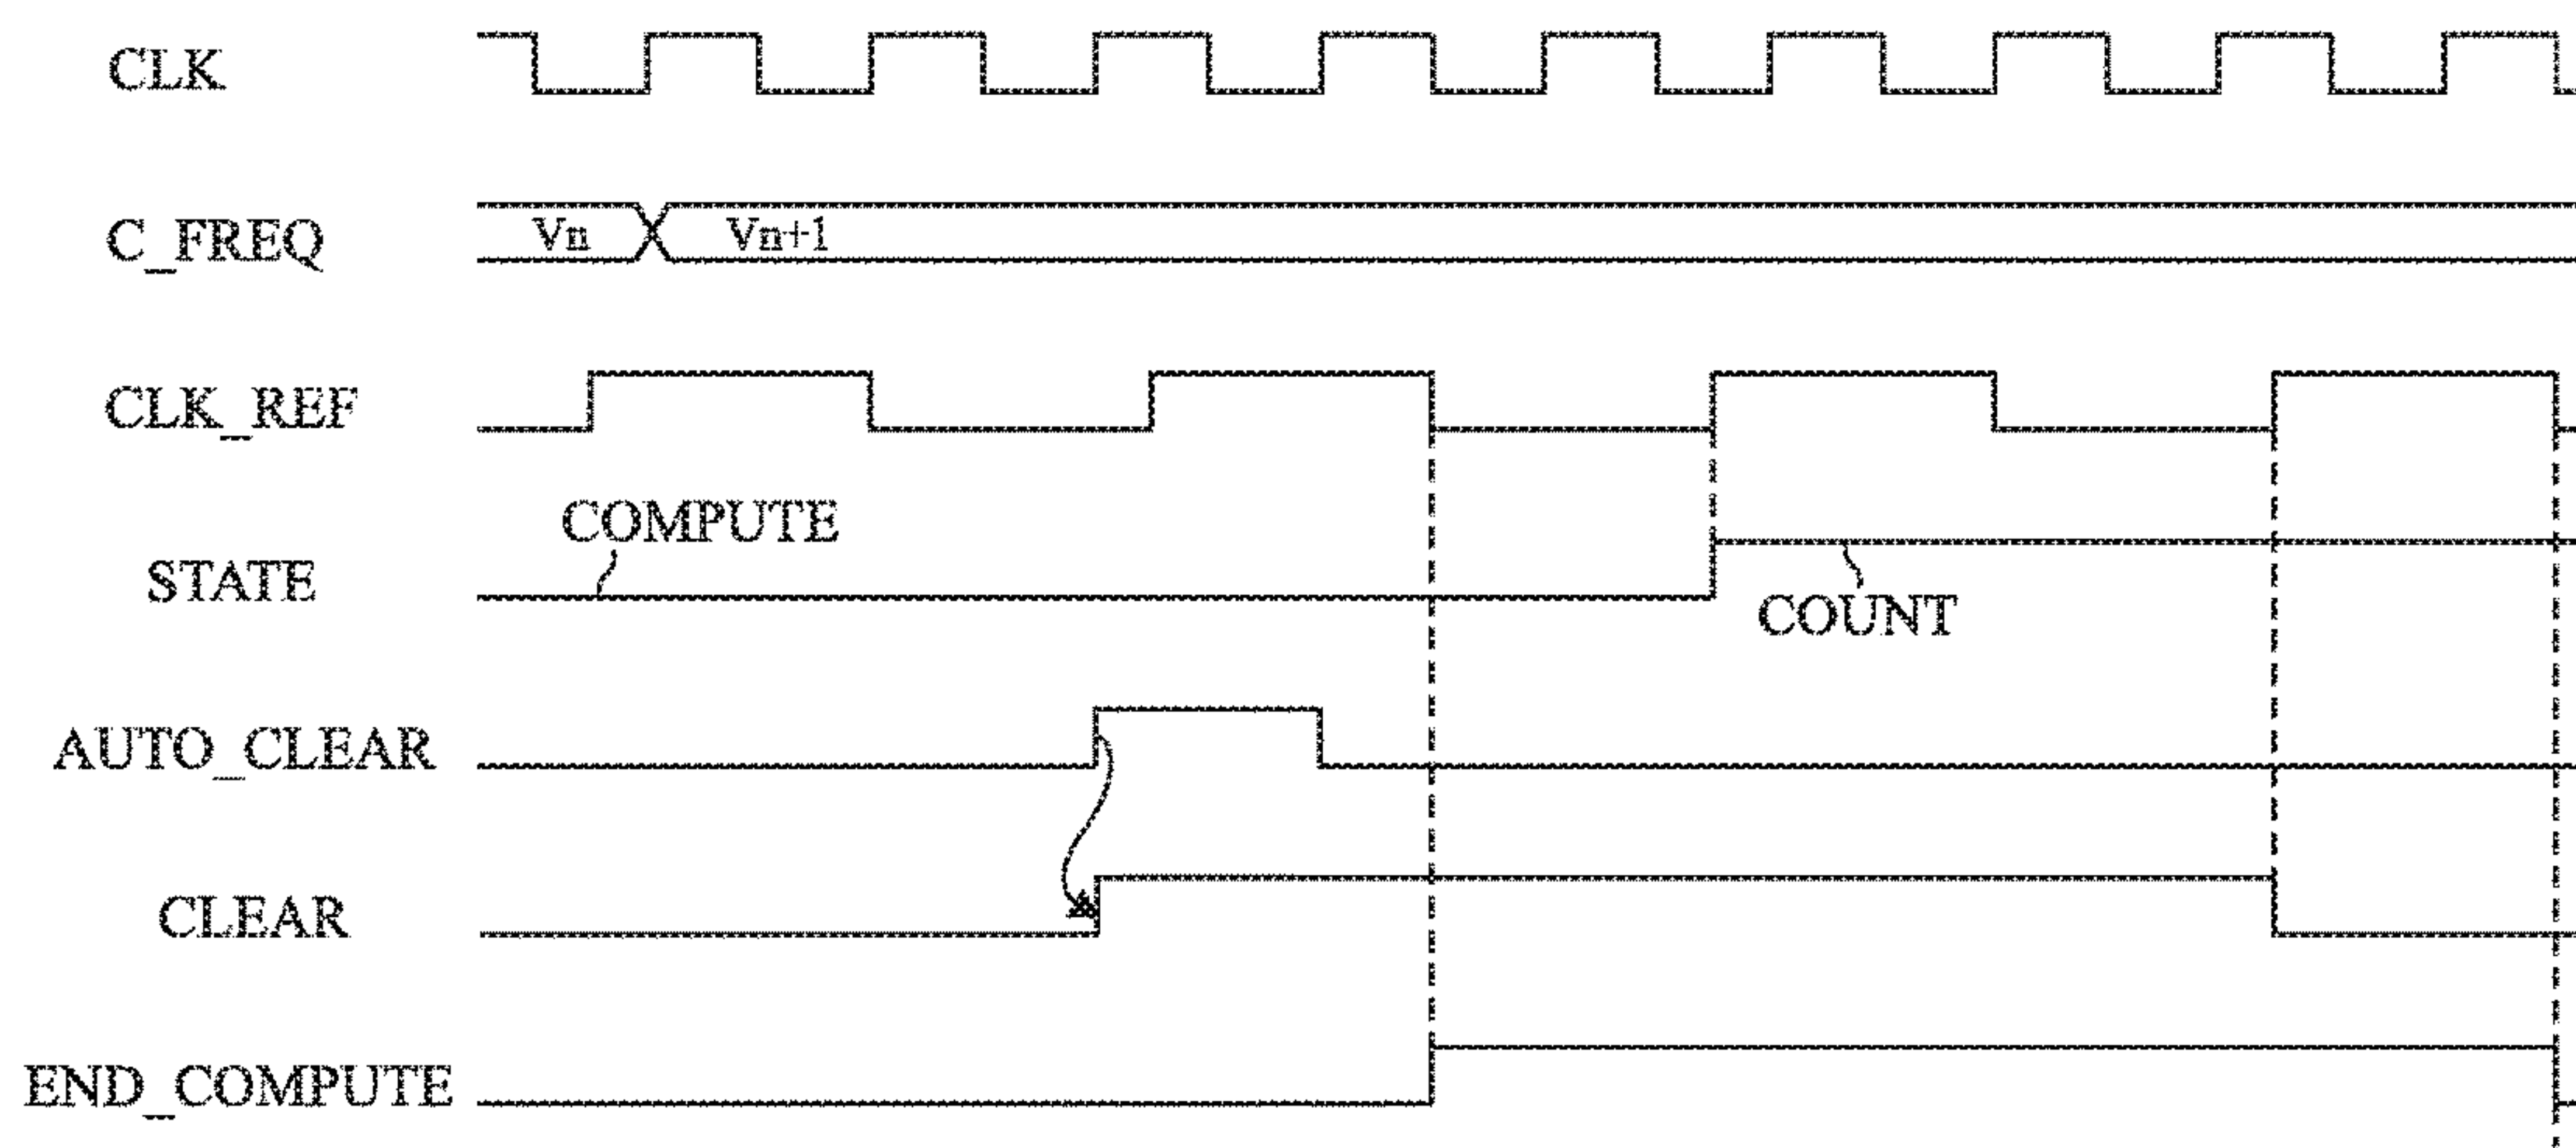 CLK
C_FREQ
Vn
Vn+1
CLK_REF
COMPUTE
STATE
COUNT
AUTO_CLEAR
CLEAR
END_COMPUTE